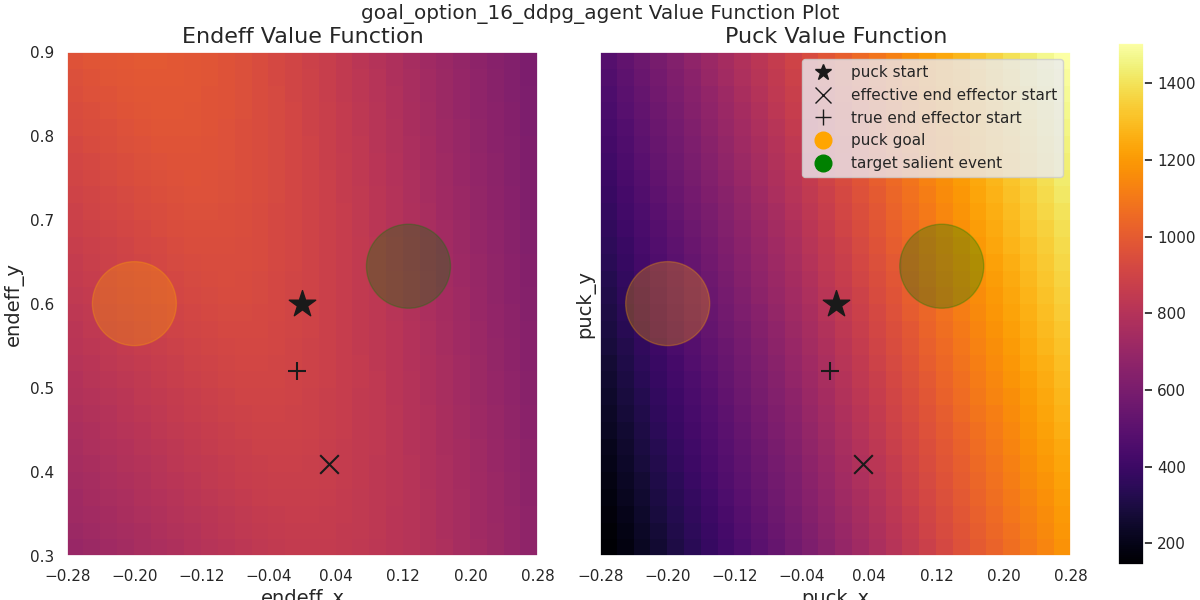 goal_option_16_ddpg_agent Value Function Plot
Endeff Value Function
Puck Value Function
puck start
effective end effector start
true end effector start
puck goal
target salient event
0.9
0.8
0.7
0.6
0.5
0.4
0.3
endeff_y
−0.28 −0.20 −0.12 −0.04 0.04 0.12 0.20 0.28
endeff_x
puck_y
−0.28 −0.20 −0.12 −0.04 0.04 0.12 0.20 0.28
puck_x
1400
1200
1000
800
600
400
200